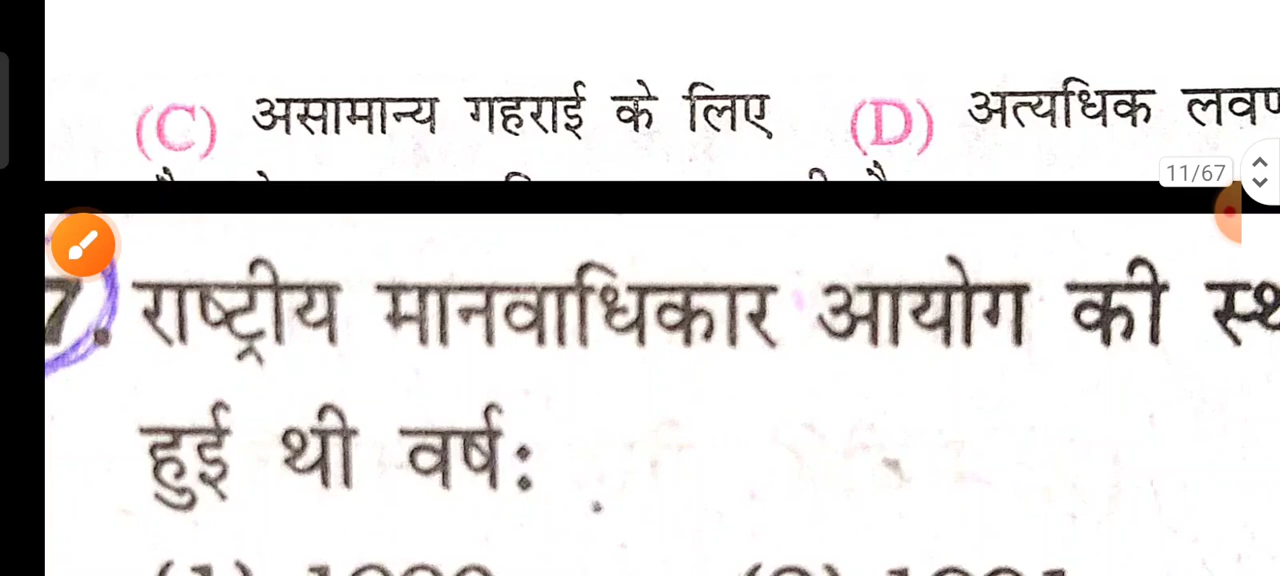 (C) असामान्य गहराई के लिए (D) अत्यधिक
11/67
7. राष्ट्रीय मानवाधिकार आयोग की
हुई थी वर्ष: